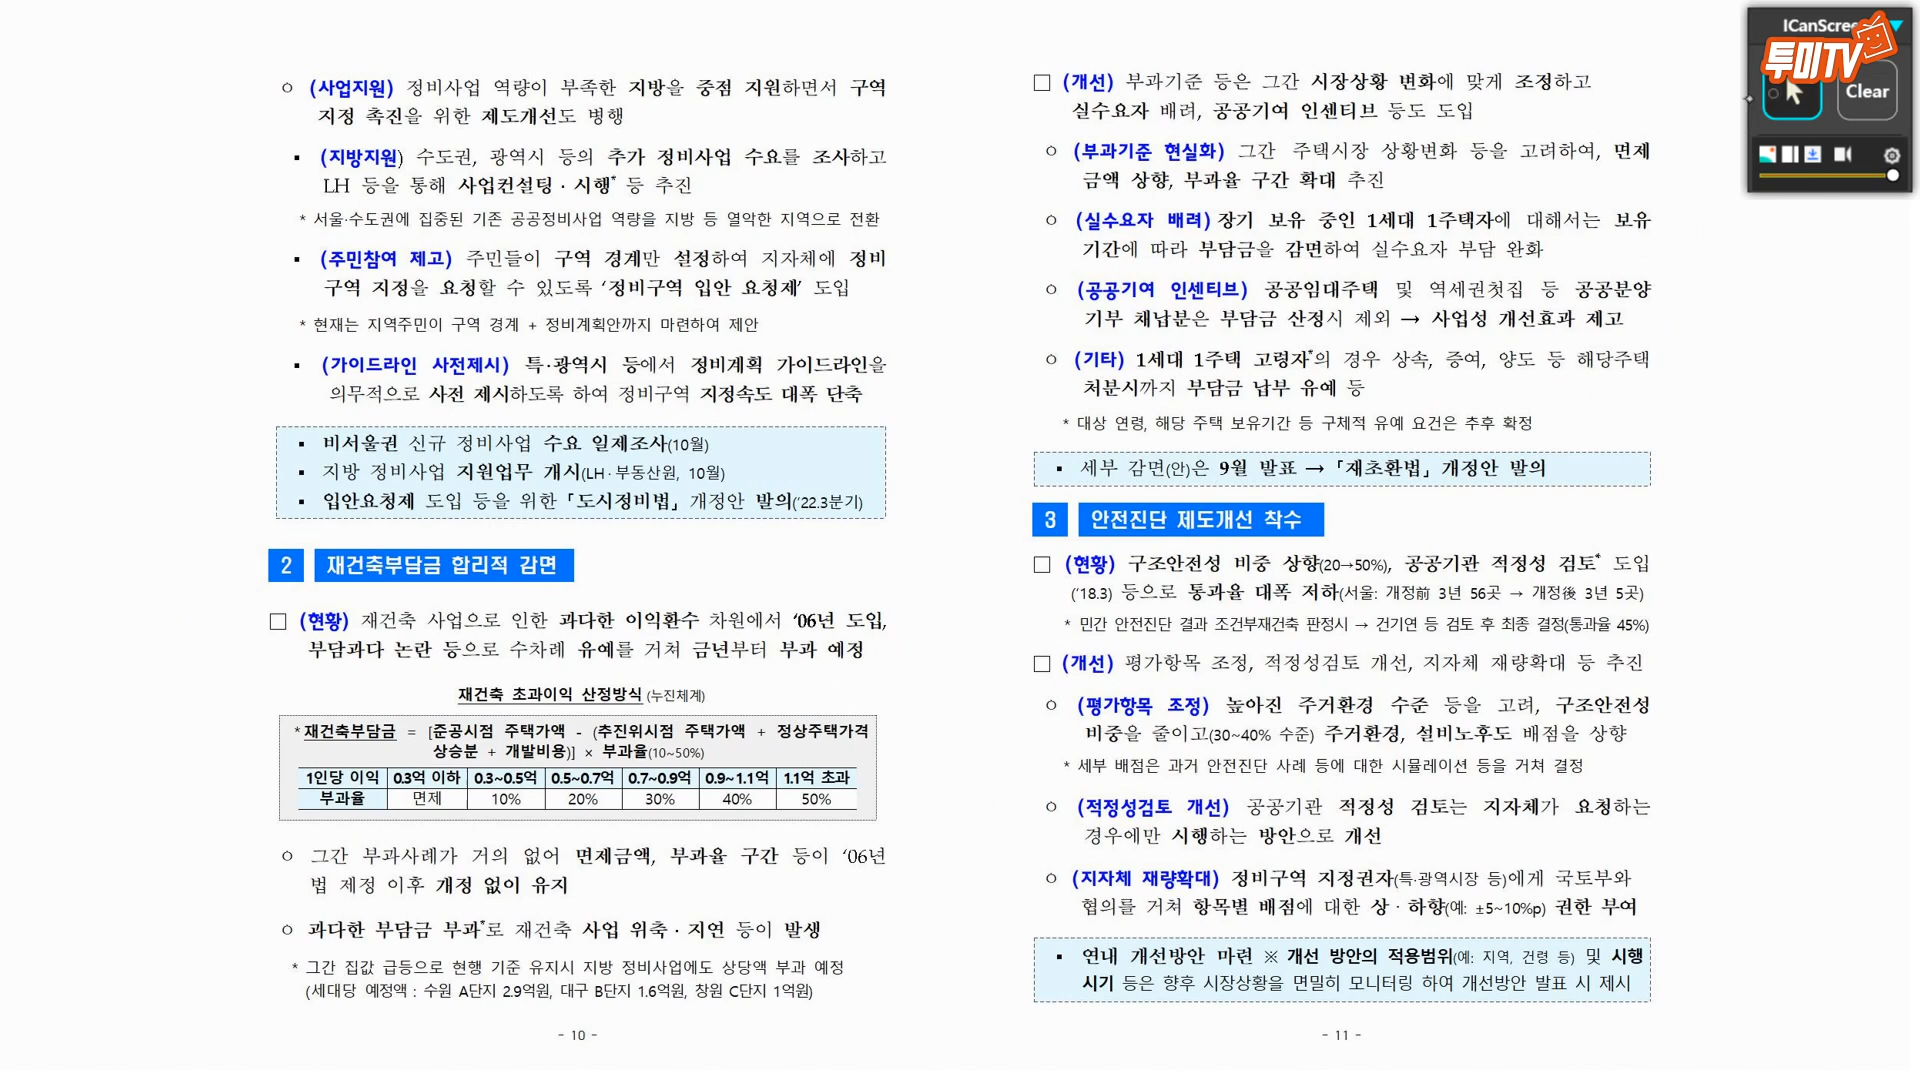 ○ (사업지원) 정비사업 역량이 부족한 지방을 중점 지원하면서 구역
지정 촉진을 위한 제도개선도 병행
▪ (지방지원) 수도권, 광역시 등의 추가 정비사업 수요를 조사하고
LH 등을 통해 사업컨설팅·시행* 등 추진
* 서울·수도권에 집중된 기존 공공정비사업 역량을 지방 등 열악한 지역으로 전환
▪ (주민참여 제고) 주민들이 구역 경계만 설정하여 지자체에 정비
구역 지정을 요청할 수 있도록 '정비구역 입안 요청제' 도입
* 현재는 지역주민이 구역 경계 + 정비계획안까지 마련하여 제안
▪ (가이드라인 사전제시) 특·광역시 등에서 정비계획 가이드라인을
의무적으로 사전 제시하도록 하여 정비구역 지정속도 대폭 단축
▪ 비서울권 신규 정비사업 수요 일제조사(10월)
▪ 지방 정비사업 지원업무 개시(LH·부동산원, 10월)
▪ 입안요청제 도입 등을 위한 「도시정비법」 개정안 발의('22.3분기)
2 재건축부담금 합리적 감면
□ (현황) 재건축 사업으로 인한 과다한 이익환수 차원에서 '06년 도입,
부담과다 논란 등으로 수차례 유예를 거쳐 금년부터 부과 예정
재건축 초과이익 산정방식 (누진체계)
* 재건축부담금 = [준공시점 주택가액 - (추진위시점 주택가액 + 정상주택가격
상승분 + 개발비용)] × 부과율(10~50%)
1인당 이익 0.3억 이하 0.3~0.5억 0.5~0.7억 0.7~0.9억 0.9~1.1억 1.1억 초과
부과율 면제 10% 20% 30% 40% 50%
○ 그간 부과사례가 거의 없어 면제금액, 부과율 구간 등이 '06년
법 제정 이후 개정 없이 유지
○ 과다한 부담금 부과*로 재건축 사업 위축·지연 등이 발생
* 그간 집값 급등으로 현행 기준 유지시 지방 정비사업에도 상당액 부과 예정
(세대당 예정액 : 수원 A단지 2.9억원, 대구 B단지 1.6억원, 창원 C단지 1억원)
- 10 -
□ (개선) 부과기준 등은 그간 시장상황 변화에 맞게 조정하고
실수요자 배려, 공공기여 인센티브 등도 도입
○ (부과기준 현실화) 그간 주택시장 상황변화 등을 고려하여, 면제
금액 상향, 부과율 구간 확대 추진
○ (실수요자 배려) 장기 보유 중인 1세대 1주택자에 대해서는 보유
기간에 따라 부담금을 감면하여 실수요자 부담 완화
○ (공공기여 인센티브) 공공임대주택 및 역세권첫집 등 공공분양
기부 채납분은 부담금 산정시 제외 → 사업성 개선효과 제고
○ (기타) 1세대 1주택 고령자*의 경우 상속, 증여, 양도 등 해당주택
처분시까지 부담금 납부 유예 등
* 대상 연령, 해당 주택 보유기간 등 구체적 유예 요건은 추후 확정
▪ 세부 감면(안)은 9월 발표 → 「재초환법」 개정안 발의
3 안전진단 제도개선 착수
□ (현황) 구조안전성 비중 상향(20→50%), 공공기관 적정성 검토* 도입
('18.3) 등으로 통과율 대폭 저하(서울: 개정前 3년 56곳 → 개정後 3년 5곳)
* 민간 안전진단 결과 조건부재건축 판정시 → 건기연 등 검토 후 최종 결정(통과율 45%)
□ (개선) 평가항목 조정, 적정성검토 개선, 지자체 재량확대 등 추진
○ (평가항목 조정) 높아진 주거환경 수준 등을 고려, 구조안전성
비중을 줄이고(30~40% 수준) 주거환경, 설비노후도 배점을 상향
* 세부 배점은 과거 안전진단 사례 등에 대한 시뮬레이션 등을 거쳐 결정
○ (적정성검토 개선) 공공기관 적정성 검토는 지자체가 요청하는
경우에만 시행하는 방안으로 개선
○ (지자체 재량확대) 정비구역 지정권자(특·광역시장 등)에게 국토부와
협의를 거쳐 항목별 배점에 대한 상·하향(예: ±5~10%p) 권한 부여
▪ 연내 개선방안 마련 ※ 개선 방안의 적용범위(예: 지역, 건령 등) 및 시행
시기 등은 향후 시장상황을 면밀히 모니터링 하여 개선방안 발표 시 제시
- 11 -
ICanScre
투미TV
Clear